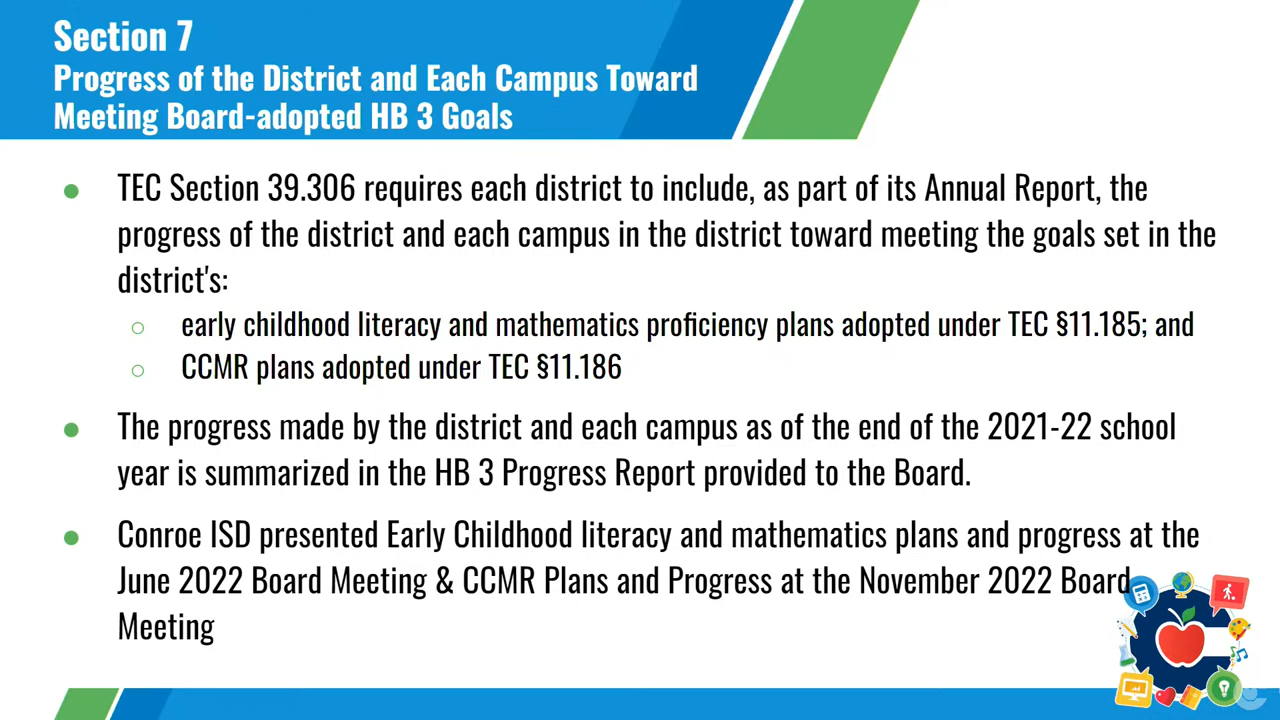 Section 7
Progress of the District and Each Campus Toward
Meeting Board-adopted HB 3 Goals
● TEC Section 39.306 requires each district to include, as part of its Annual Report, the
progress of the district and each campus in the district toward meeting the goals set in the
district's:
○ early childhood literacy and mathematics proficiency plans adopted under TEC §11.185; and
○ CCMR plans adopted under TEC §11.186
● The progress made by the district and each campus as of the end of the 2021-22 school
year is summarized in the HB 3 Progress Report provided to the Board.
● Conroe ISD presented Early Childhood literacy and mathematics plans and progress at the
June 2022 Board Meeting & CCMR Plans and Progress at the November 2022 Board
Meeting